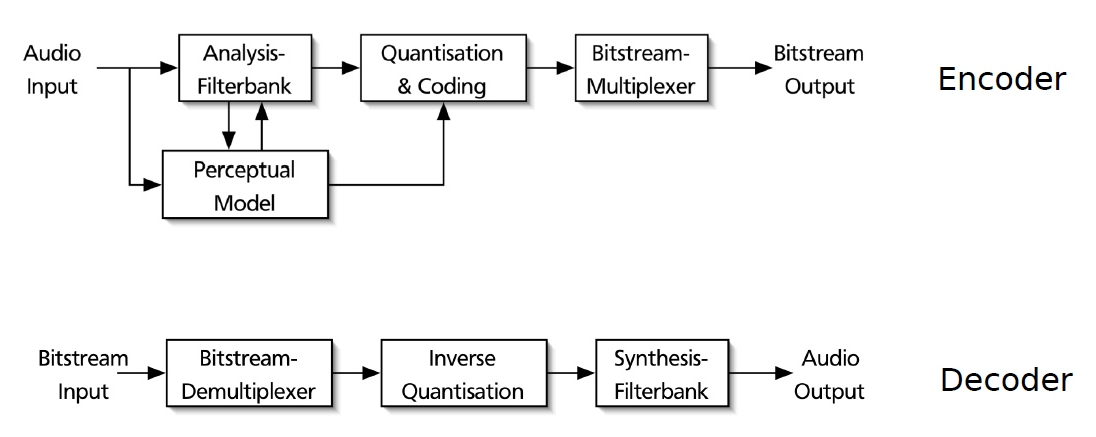 Audio
Input
Analysis-
Filterbank
Quantisation
& Coding
Bitstream-
Multiplexer
Bitstream
Output
Encoder
Perceptual
Model
Bitstream
Input
Bitstream-
Demultiplexer
Inverse
Quantisation
Synthesis-
Filterbank
Audio
Output
Decoder